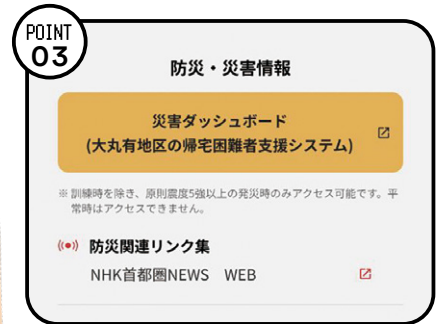 POINT
03
防災・災害情報
災害ダッシュボード
(大丸有地区の帰宅困難者支援システム)
※ 訓練時を除き、原則震度5強以上の発災時のみアクセス可能です。平
常時はアクセスできません。
防災関連リンク集
NHK首都圏NEWS　WEB